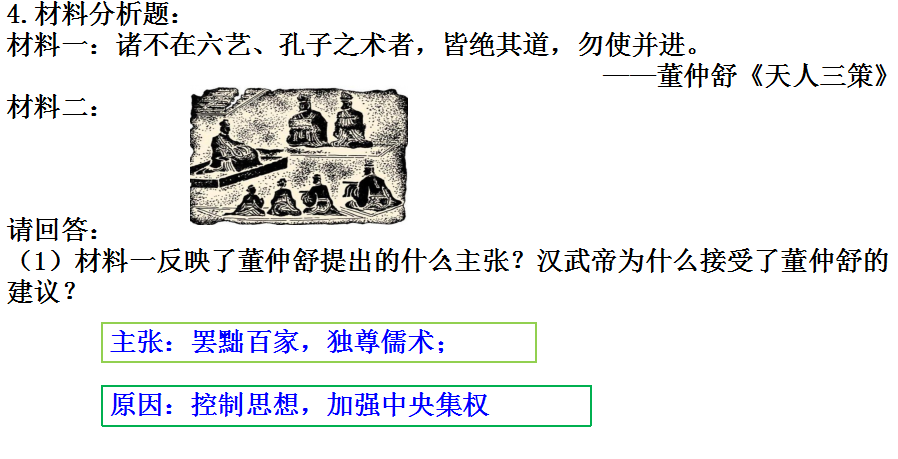 4.材料分析题：
材料一：诸不在六艺、孔子之术者，皆绝其道，勿使并进。
——董仲舒《天人三策》
材料二：
请回答：
（1）材料一反映了董仲舒提出的什么主张？汉武帝为什么接受了董仲舒的
建议？
主张：罢黜百家，独尊儒术；
原因：控制思想，加强中央集权